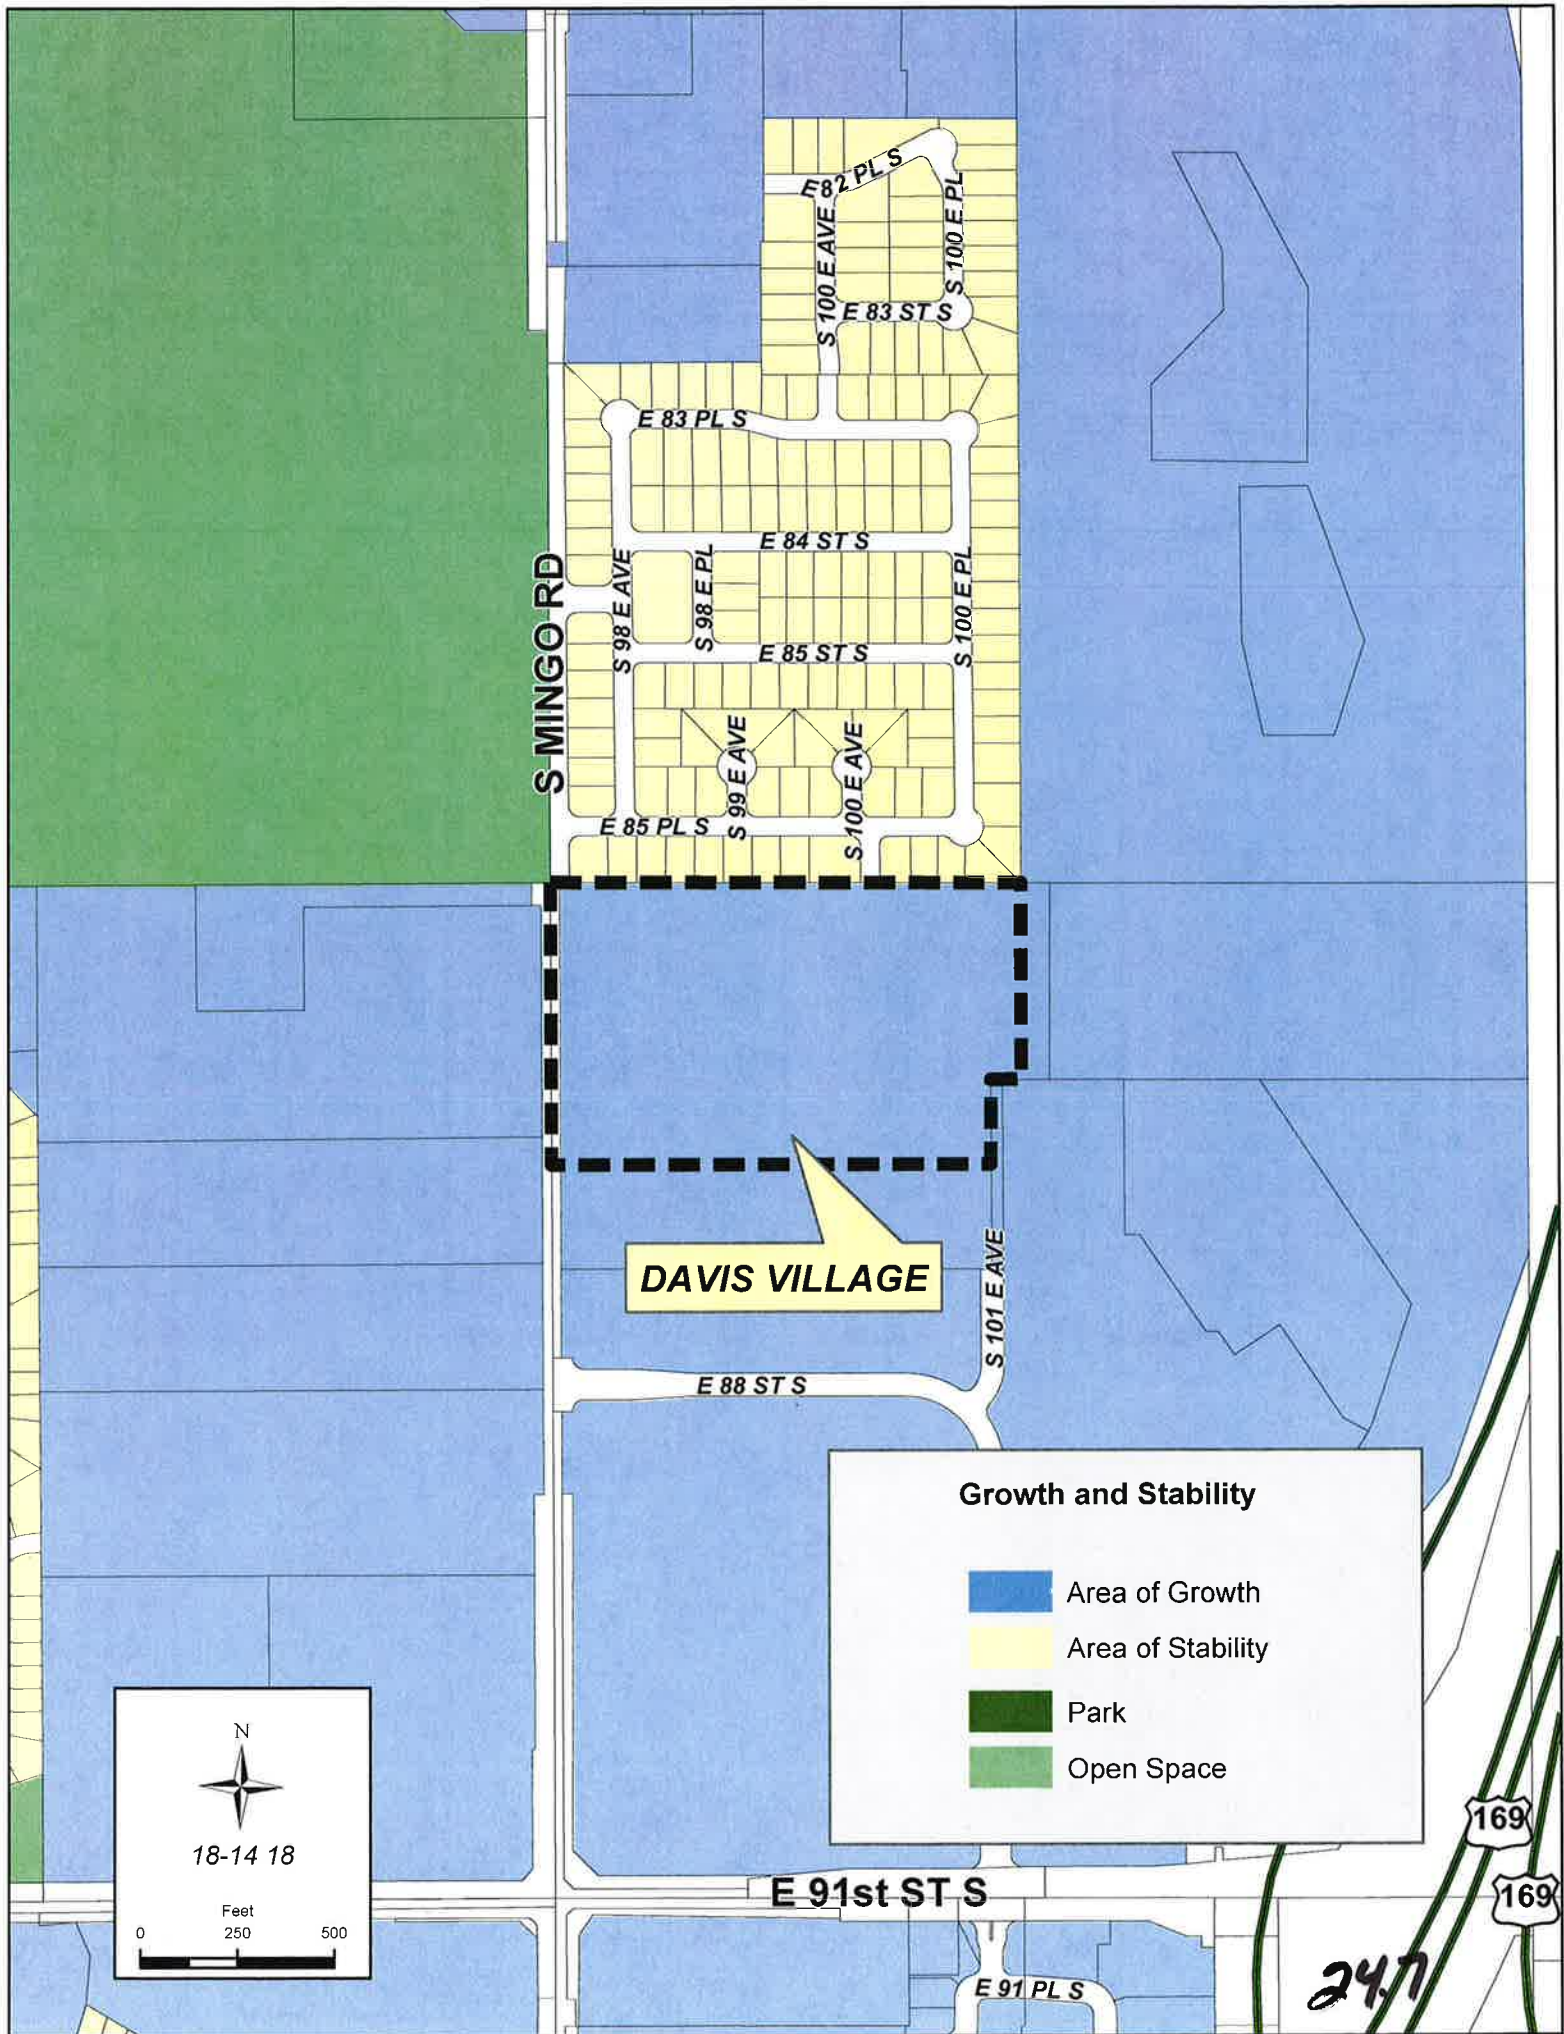 E 82 PL S
S 100 E AVE
S 100 E PL
E 83 ST S
E 83 PL S
E 84 ST S
S MINGO RD
S 98 E AVE
S 98 E PL
S 100 E PL
E 85 ST S
S 99 E AVE
S 100 E AVE
E 85 PL S
DAVIS VILLAGE
S 101 E AVE
E 88 ST S
Growth and Stability
Area of Growth
Area of Stability
Park
Open Space
N
18-14 18
Feet
0 250 500
169
169
E 91st ST S
E 91 PL S
24.7